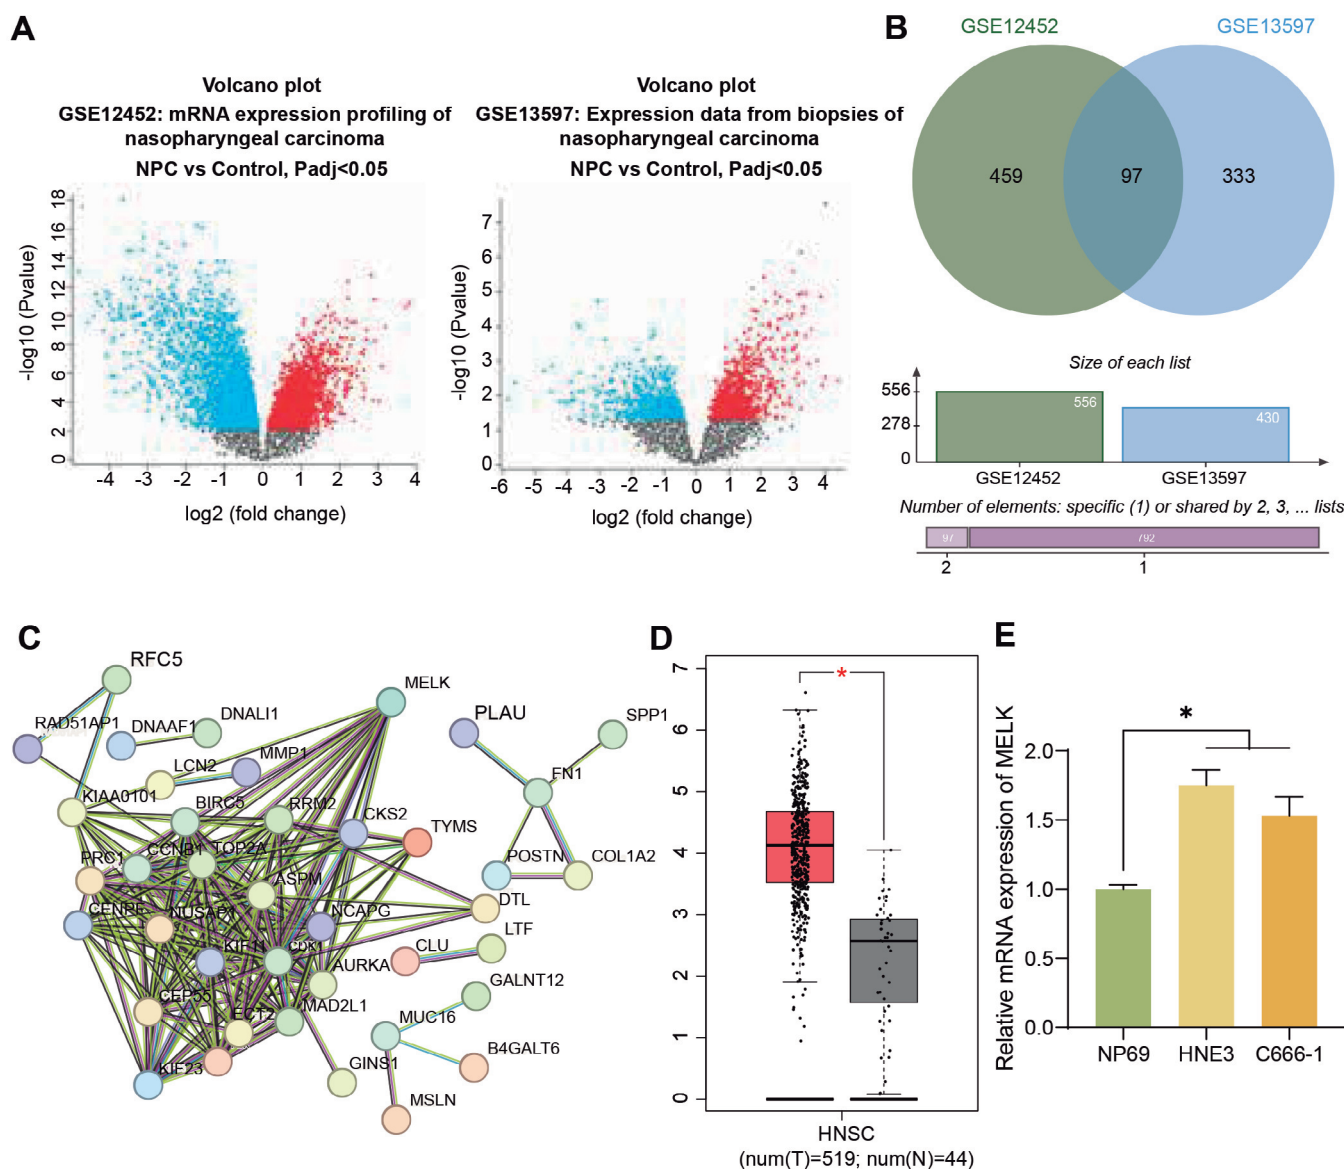 A
Volcano plot
GSE12452: mRNA expression profiling of
nasopharyngeal carcinoma
NPC vs Control, Padj<0.05
-log10 (Pvalue)
18
16
14
12
10
8
6
4
2
0
-4 -3 -2 -1 0 1 2 3 4
log2 (fold change)
Volcano plot
GSE13597: Expression data from biopsies of
nasopharyngeal carcinoma
NPC vs Control, Padj<0.05
-log10 (Pvalue)
7
6
5
4
3
2
1
0
-6 -5 -4 -3 -2 -1 0 1 2 3 4
log2 (fold change)
B
GSE12452 GSE13597
459 97 333
Size of each list
556
278
0
556
430
GSE12452 GSE13597
Number of elements: specific (1) or shared by 2, 3, ... lists
97 792
2 1
C
RFC5
MELK
RAD51AP1
DNAAF1
DNALI1
PLAU
SPP1
LCN2
MMP1
FN1
KIAA0101
BIRC5
RRM2
CKS2
TYMS
PRC1
CCNB1
TOP2A
ASPM
POSTN
COL1A2
DTL
CENPF
NUSAP1
NCAPG
KIF11
CDK1
CLU
LTF
AURKA
GALNT12
CEP55
ECT2
MAD2L1
MUC16
B4GALT6
KIF23
GINS1
MSLN
D
7
6
5
4
3
2
1
0
*
HNSC
(num(T)=519; num(N)=44)
E
Relative mRNA expression of MELK
2.0
1.5
1.0
0.5
0.0
*
NP69 HNE3 C666-1